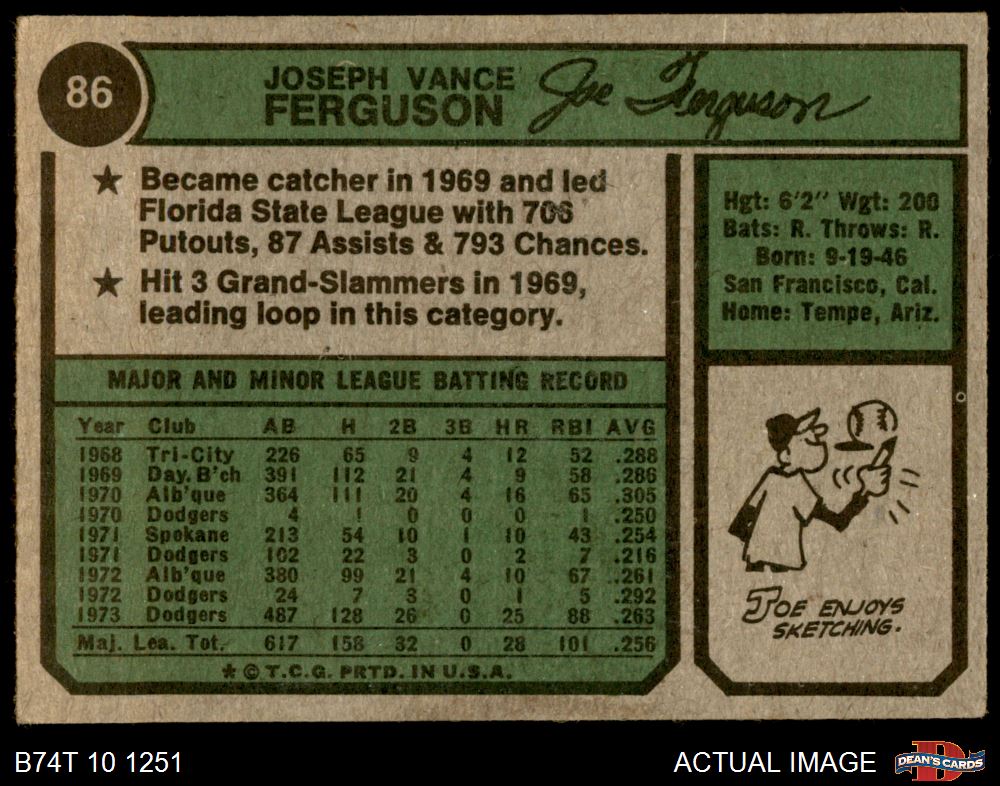 86
JOSEPH VANCE
FERGUSON
Joe Ferguson
★ Became catcher in 1969 and led
Florida State League with 706
Putouts, 87 Assists & 793 Chances.
★ Hit 3 Grand-Slammers in 1969,
leading loop in this category.
Hgt: 6'2" Wgt: 200
Bats: R. Throws: R.
Born: 9-19-46
San Francisco, Cal.
Home: Tempe, Ariz.
MAJOR AND MINOR LEAGUE BATTING RECORD
Year Club AB H 2B 3B HR RBI AVG
1968 Tri-City 226 65 9 4 12 52 .288
1969 Day. B'ch 391 112 21 4 9 58 .286
1970 Alb'que 364 111 20 4 16 65 .305
1970 Dodgers 4 1 0 0 0 1 .250
1971 Spokane 213 54 10 1 10 43 .254
1971 Dodgers 102 22 3 0 2 7 .216
1972 Alb'que 380 99 21 4 10 67 .261
1972 Dodgers 24 7 3 0 1 5 .292
1973 Dodgers 487 128 26 0 25 88 .263
Maj. Lea. Tot. 617 158 32 0 28 101 .256
★ © T.C.G. PRTD. IN U.S.A.
JOE ENJOYS
SKETCHING.
B74T 10 1251
ACTUAL IMAGE
D
DEAN'S CARDS